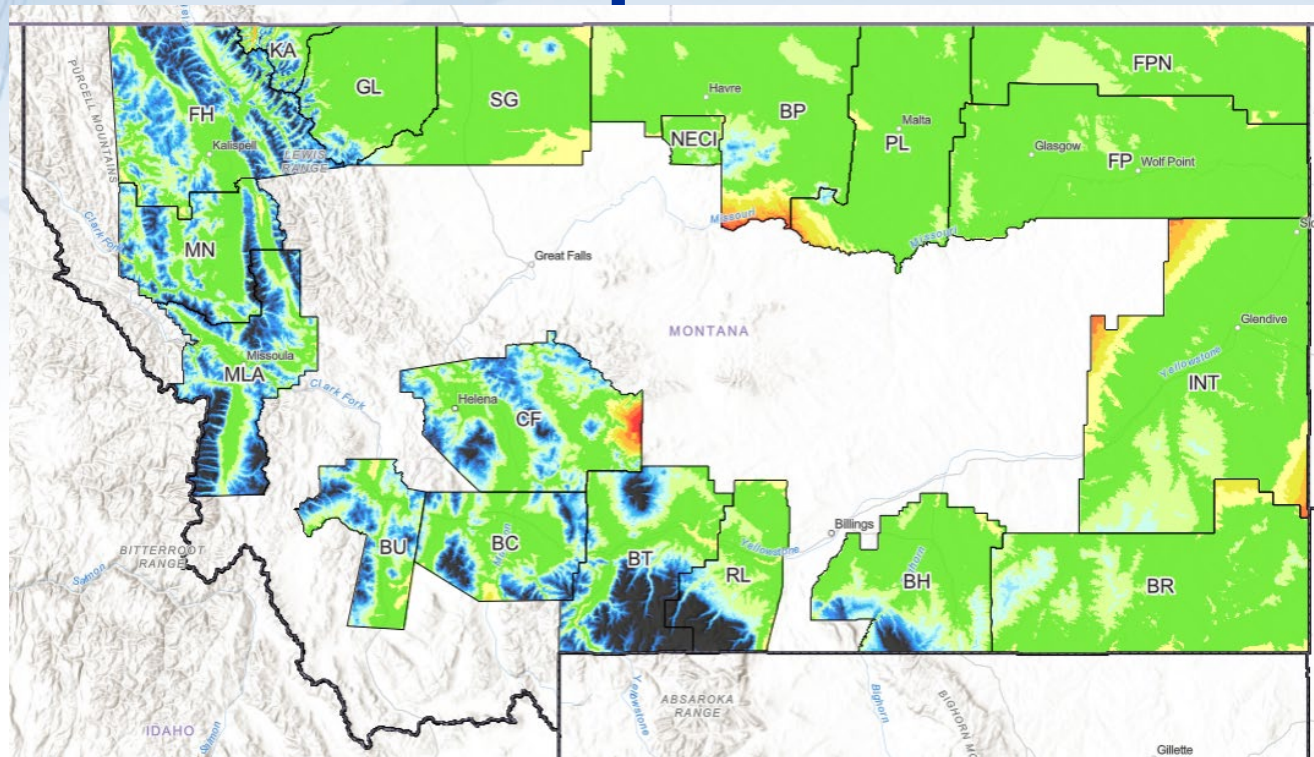 KA
FPN
PURCELL MOUNTAINS
GL
SG
Havre
FH
BP
Malta
PL
NECI
Kalispell
LEWIS
RANGE
Glasgow
FP
Wolf Point
Clark Fork
Missouri
Missouri
MN
Great Falls
Glendive
MONTANA
Yellowstone
Missoula
MLA
Clark Fork
INT
Helena
CF
Billings
BU
BC
BT
Yellowstone
RL
BH
BR
BITTERROOT
RANGE
Salmon
ABSAROKA
RANGE
Yellowstone
Bighorn
IDAHO
Salmon
Gillette